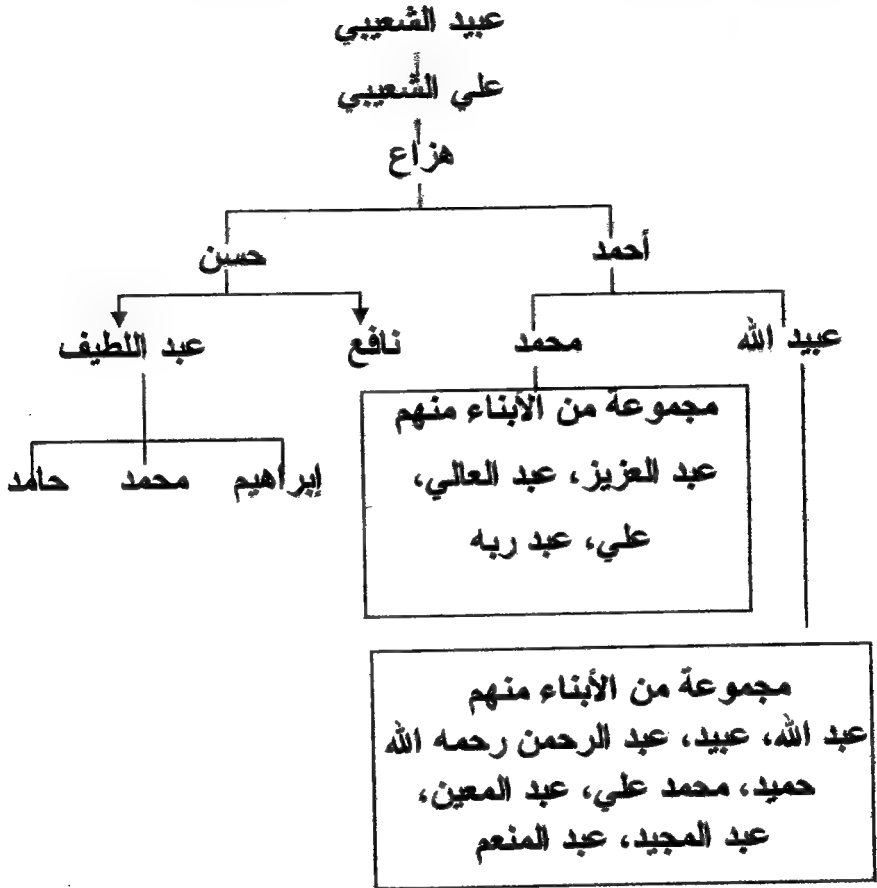 عبيد الشعيبي
علي الشعيبي
هزاع
أحمد
حسن
عبيد الله
محمد
نافع
عبد اللطيف
مجموعة من الأبناء منهم
عبد العزيز، عبد العالي،
علي، عبد ربه
إبراهيم
محمد
حامد
مجموعة من الأبناء منهم
عبد الله، عبيد، عبد الرحمن رحمه الله
حميد، محمد علي، عبد المعين،
عبد المجيد، عبد المنعم